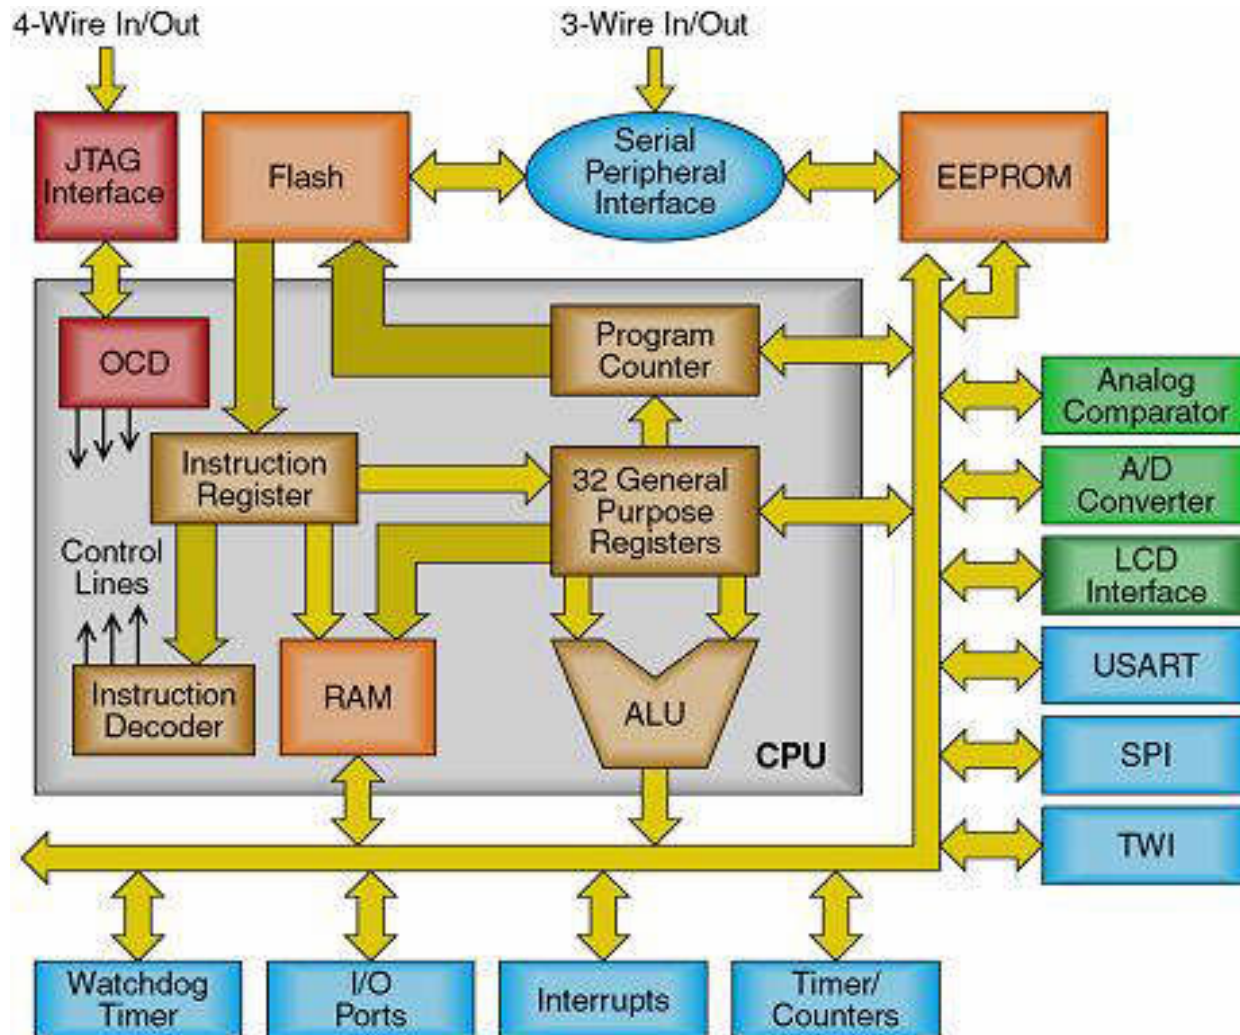 4-Wire In/Out
3-Wire In/Out
JTAG
Interface
Flash
Serial
Peripheral
Interface
EEPROM
OCD
Program
Counter
Analog
Comparator
Instruction
Register
32 General
Purpose
Registers
A/D
Converter
Control
Lines
LCD
Interface
Instruction
Decoder
RAM
ALU
CPU
USART
SPI
TWI
Watchdog
Timer
I/O
Ports
Interrupts
Timer/
Counters